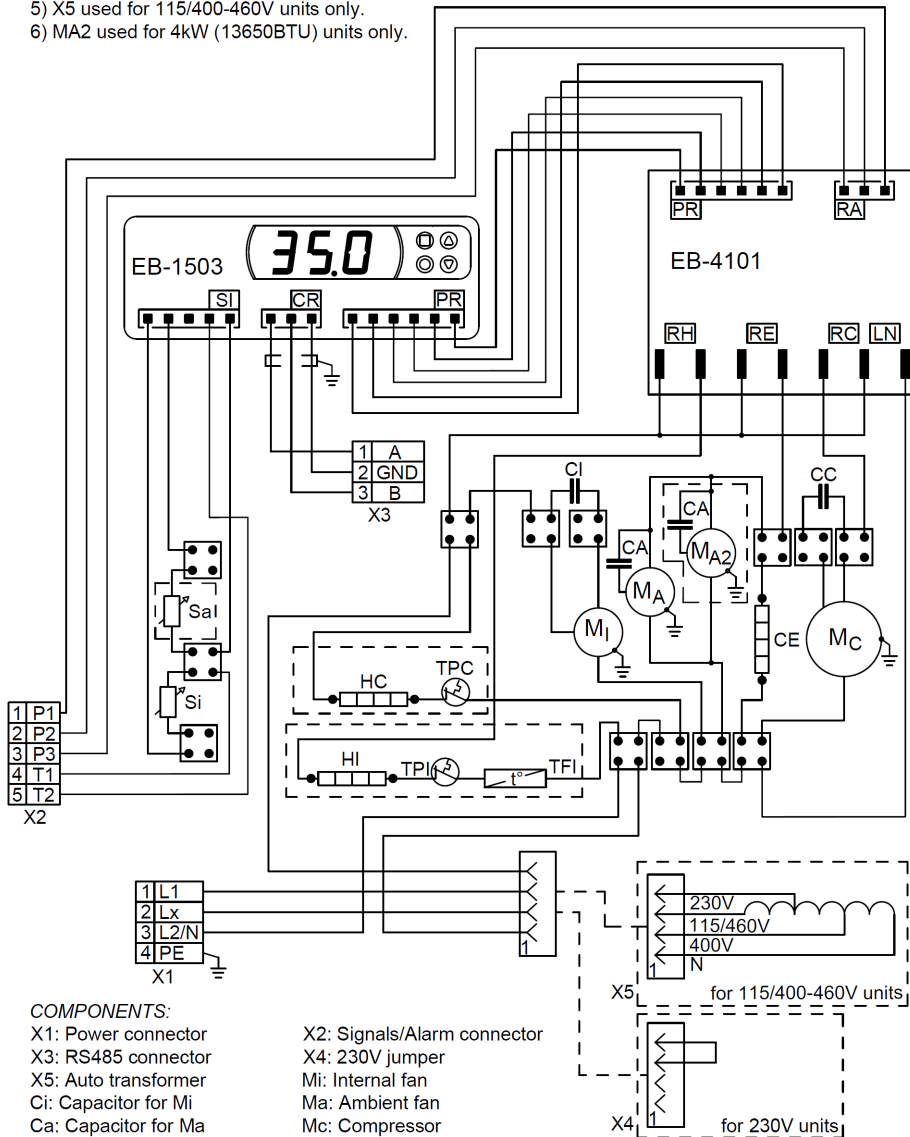 5) X5 used for 115/400-460V units only.
6) MA2 used for 4kW (13650BTU) units only.
PR
RA
EB-1503
35.0
EB-4101
SI
CR
PR
RH
RE
RC
LN
1 A
2 GND
3 B
X3
CI
CC
CA
CA
MA2
MA
Sa
MI
CE
MC
HC
TPC
Si
1 P1
2 P2
3 P3
4 T1
5 T2
X2
HI
TPI
t°
TFI
1 L1
2 Lx
3 L2/N
4 PE
X1
1
230V
115/460V
400V
N
1
X5
for 115/400-460V units
X4
1
for 230V units
COMPONENTS:
X1: Power connector
X2: Signals/Alarm connector
X3: RS485 connector
X4: 230V jumper
X5: Auto transformer
Mi: Internal fan
Ci: Capacitor for Mi
Ma: Ambient fan
Ca: Capacitor for Ma
Mc: Compressor